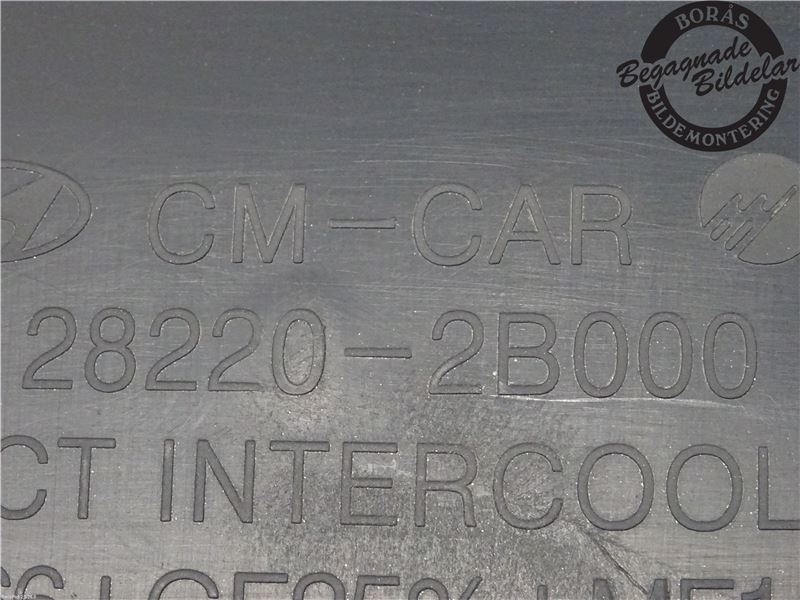 BORÅS
Begagnade
Bildelar
BILDEMONTERING
CM-CAR
28220-2B000
CT INTERCOOL